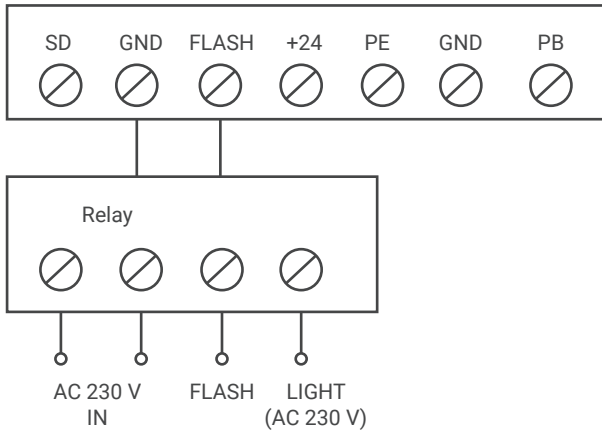 SD GND FLASH +24 PE GND PB
Relay
AC 230 V FLASH LIGHT
IN (AC 230 V)